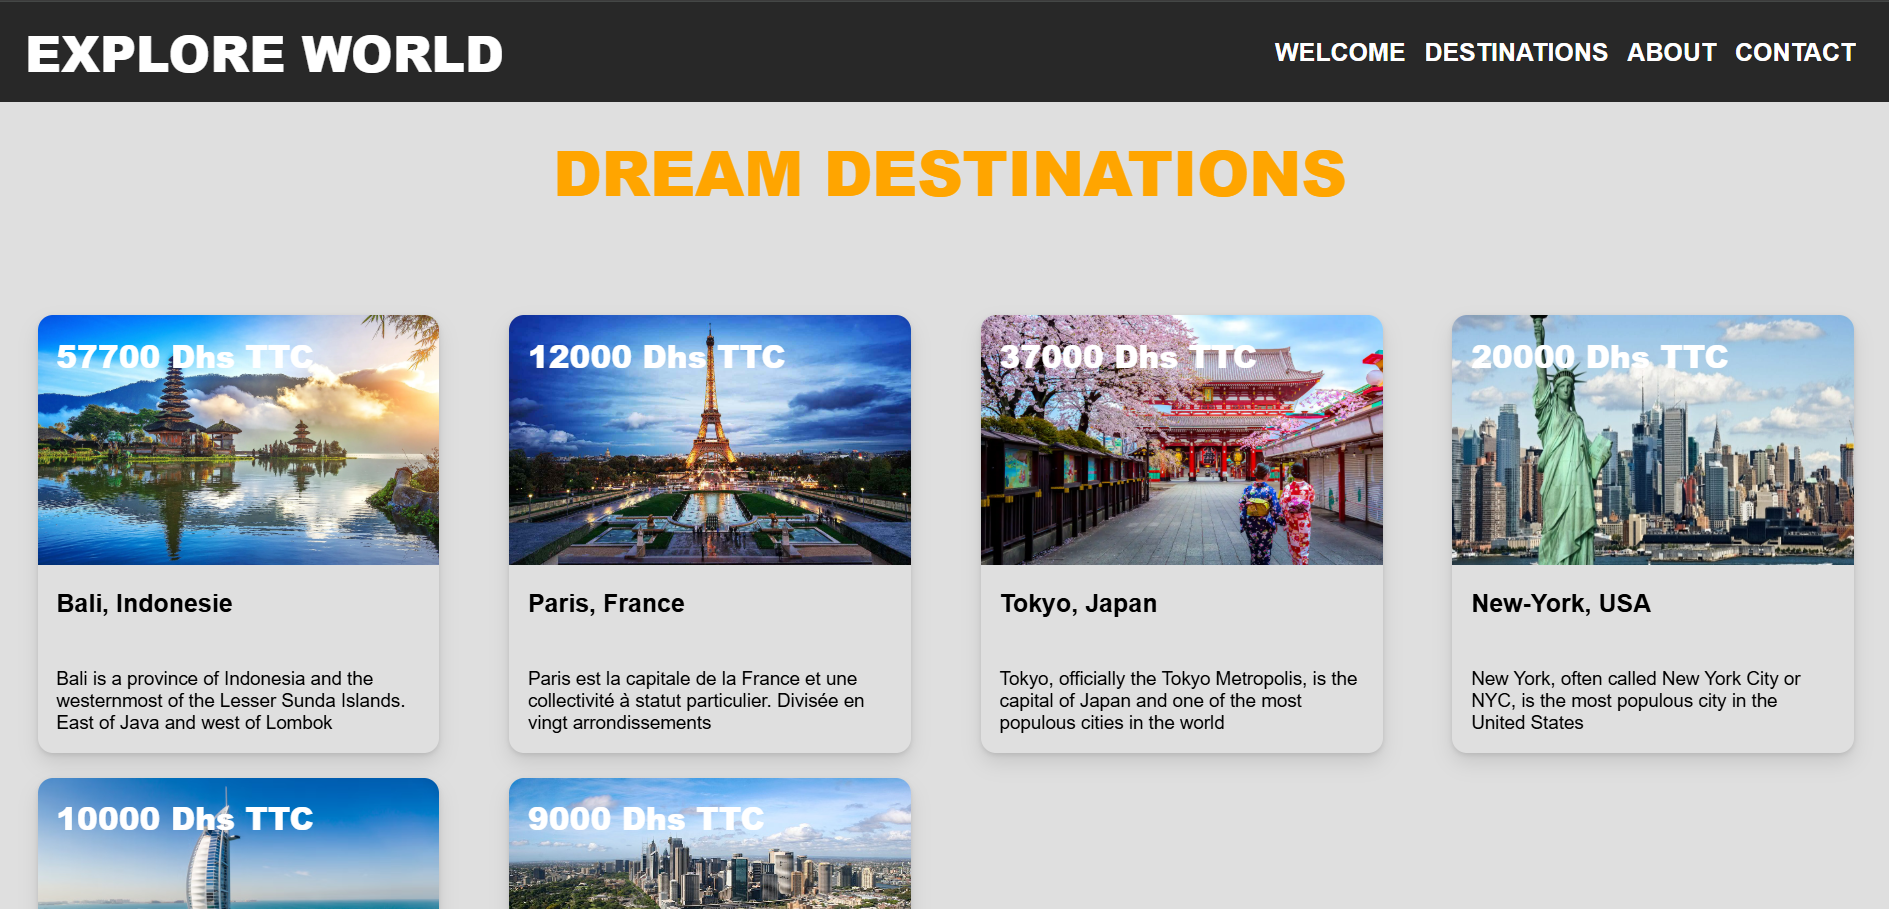 EXPLORE WORLD
WELCOME DESTINATIONS ABOUT CONTACT
DREAM DESTINATIONS
57700 Dhs TTC
Bali, Indonesie
Bali is a province of Indonesia and the
westernmost of the Lesser Sunda Islands.
East of Java and west of Lombok
12000 Dhs TTC
Paris, France
Paris est la capitale de la France et une
collectivité à statut particulier. Divisée en
vingt arrondissements
37000 Dhs TTC
Tokyo, Japan
Tokyo, officially the Tokyo Metropolis, is the
capital of Japan and one of the most
populous cities in the world
20000 Dhs TTC
New-York, USA
New York, often called New York City or
NYC, is the most populous city in the
United States
10000 Dhs TTC
9000 Dhs TTC